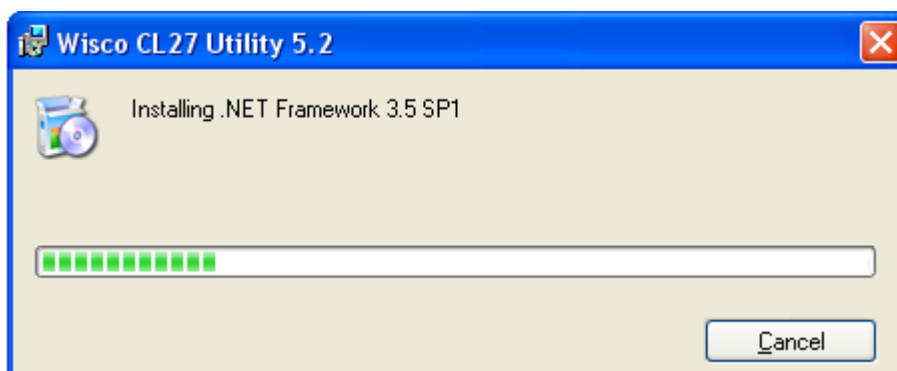 Wisco CL27 Utility 5.2
Installing .NET Framework 3.5 SP1
Cancel